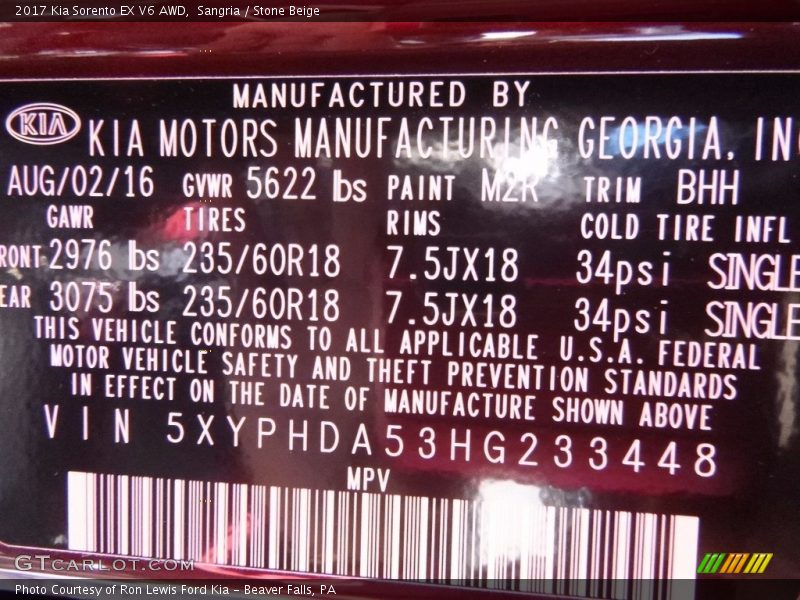 2017 Kia Sorento EX V6 AWD, Sangria / Stone Beige
MANUFACTURED BY
KIA KIA MOTORS MANUFACTURING GEORGIA, INC
AUG/02/16 GVWR 5622 lbs PAINT M2R TRIM BHH
GAWR TIRES RIMS COLD TIRE INFL
RONT 2976 lbs 235/60R18 7.5JX18 34psi SINGLE
EAR 3075 lbs 235/60R18 7.5JX18 34psi SINGLE
THIS VEHICLE CONFORMS TO ALL APPLICABLE U.S.A. FEDERAL
MOTOR VEHICLE SAFETY AND THEFT PREVENTION STANDARDS
IN EFFECT ON THE DATE OF MANUFACTURE SHOWN ABOVE
VIN 5XYPHDA53HG233448
MPV
GTCARLOT.COM
Photo Courtesy of Ron Lewis Ford Kia - Beaver Falls, PA